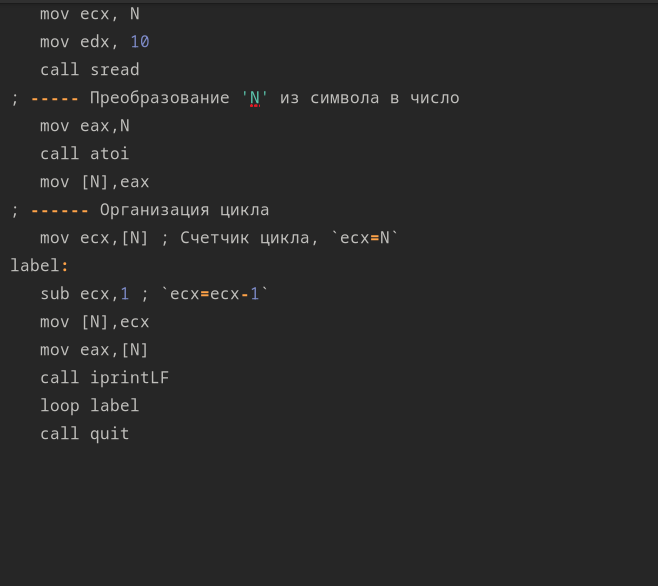 mov ecx, N
mov edx, 10
call sread
; ----- Преобразование 'N' из символа в число
mov eax,N
call atoi
mov [N],eax
; ------ Организация цикла
mov ecx,[N] ; Счетчик цикла, `ecx=N`
label:
sub ecx,1 ; `ecx=ecx-1`
mov [N],ecx
mov eax,[N]
call iprintLF
loop label
call quit